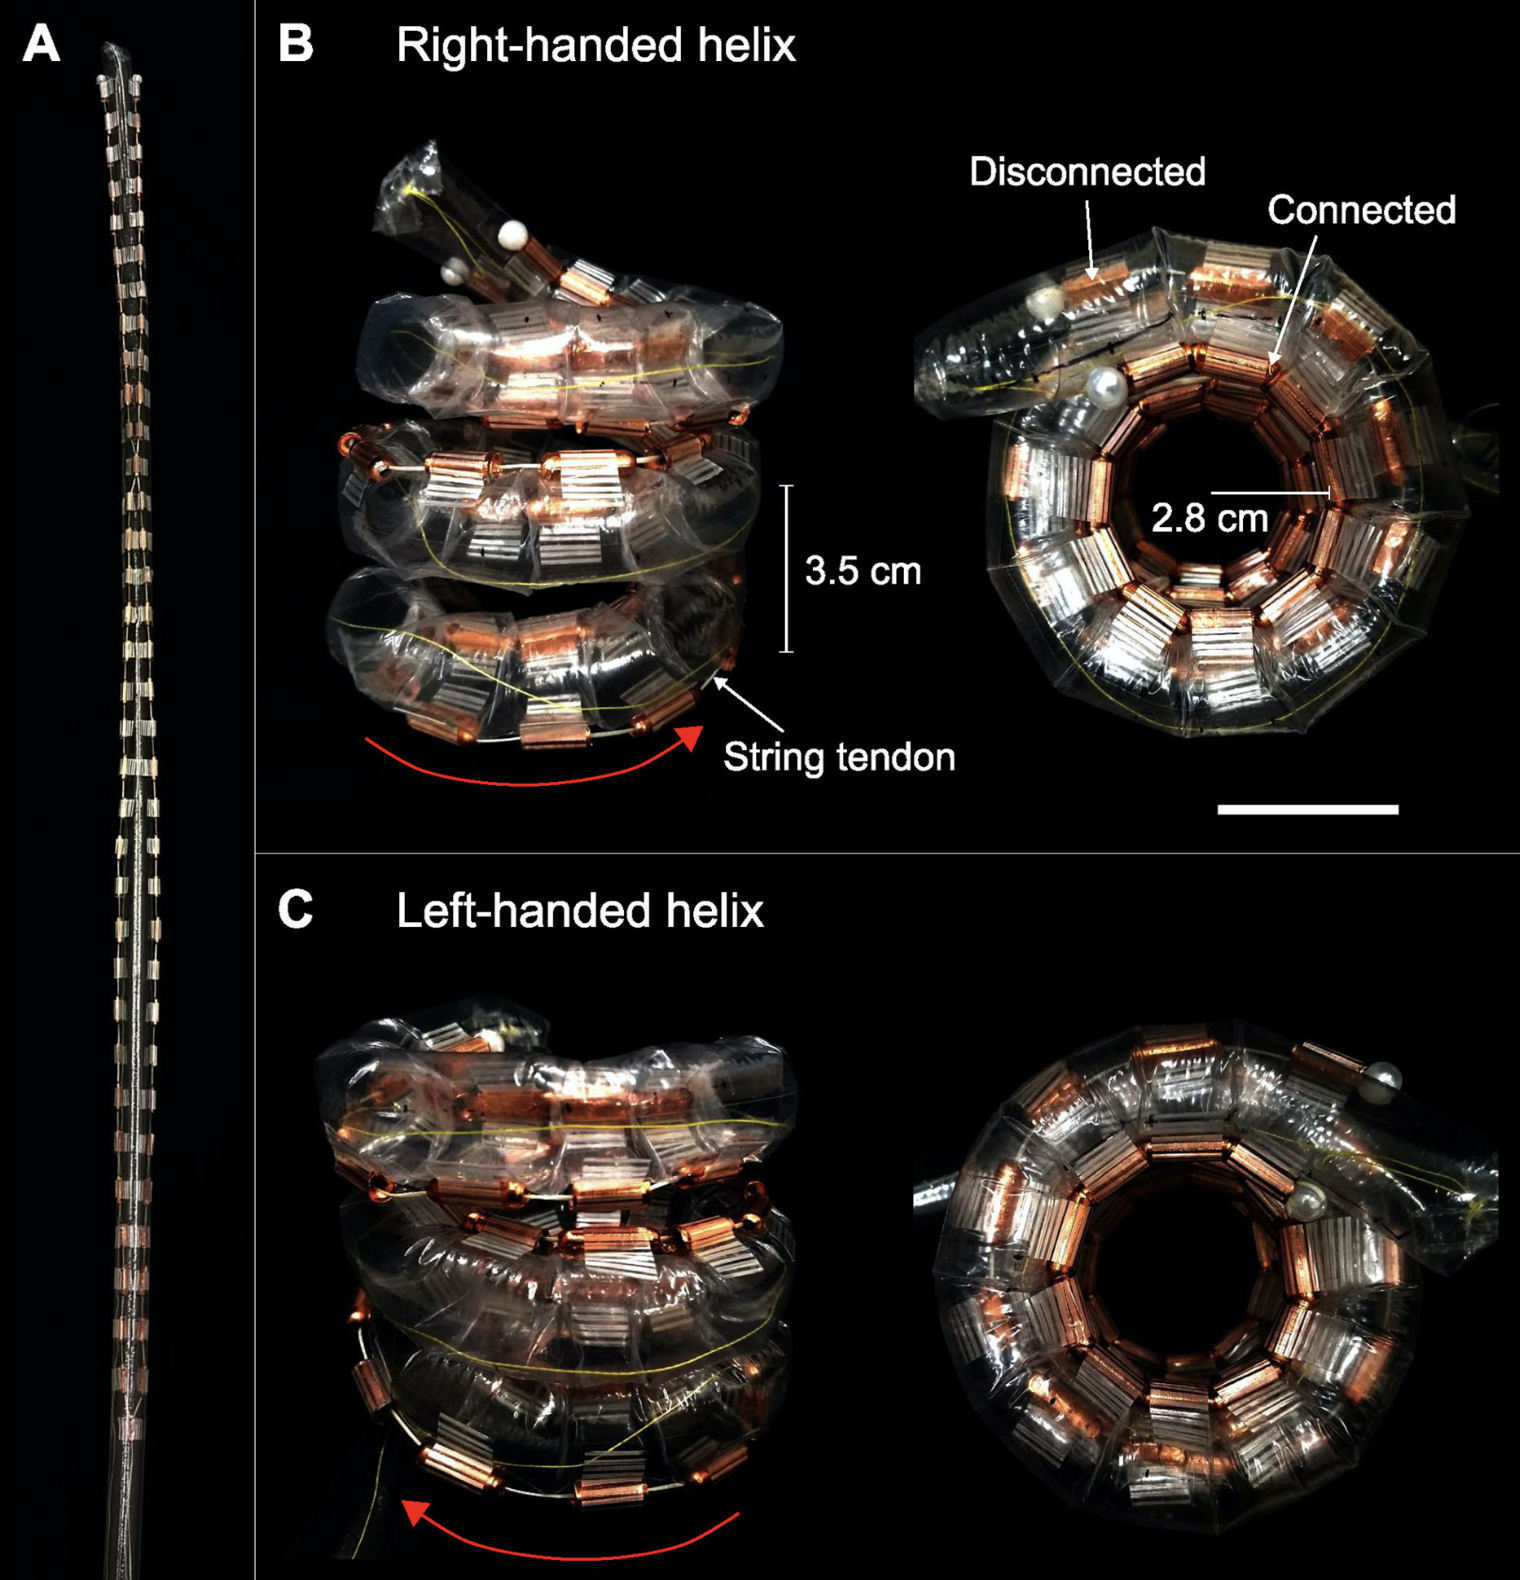 A
B
Right-handed helix
Disconnected
Connected
2.8 cm
3.5 cm
String tendon
C
Left-handed helix